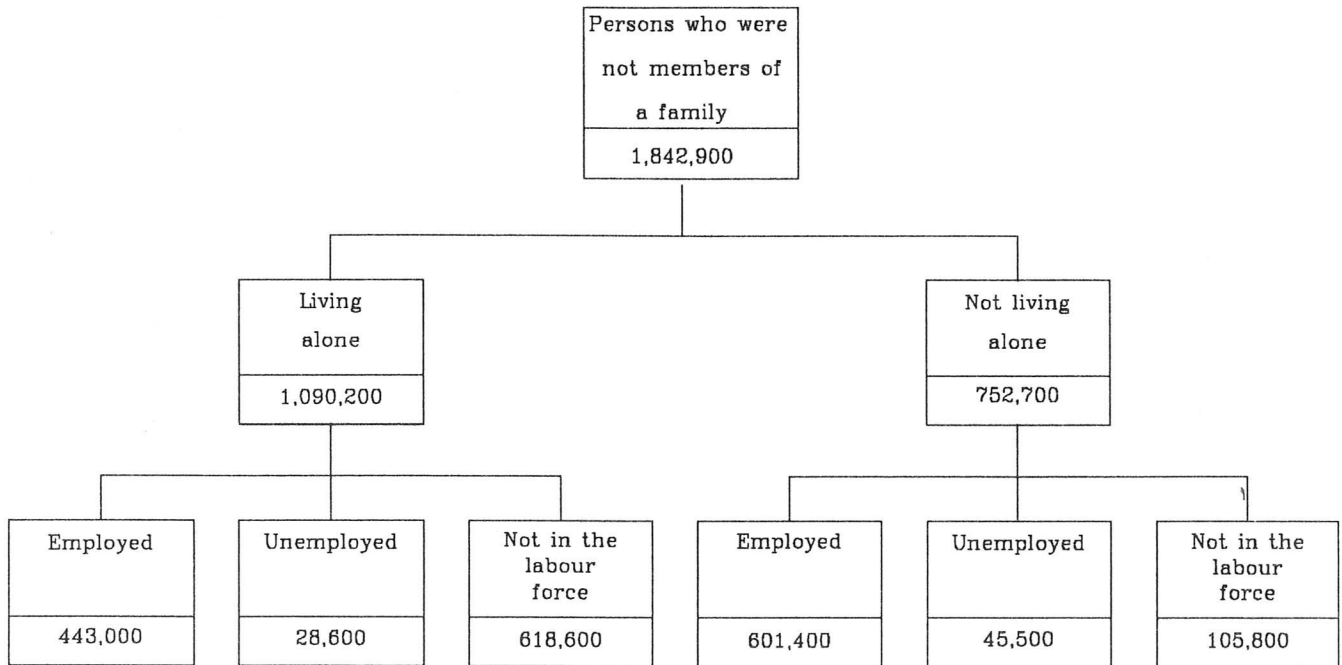 Persons who were
not members of
a family
1,842,900
Living
alone
1,090,200
Not living
alone
752,700
Employed
443,000
Unemployed
28,600
Not in the
labour
force
618,600
Employed
601,400
Unemployed
45,500
Not in the
labour
force
105,800